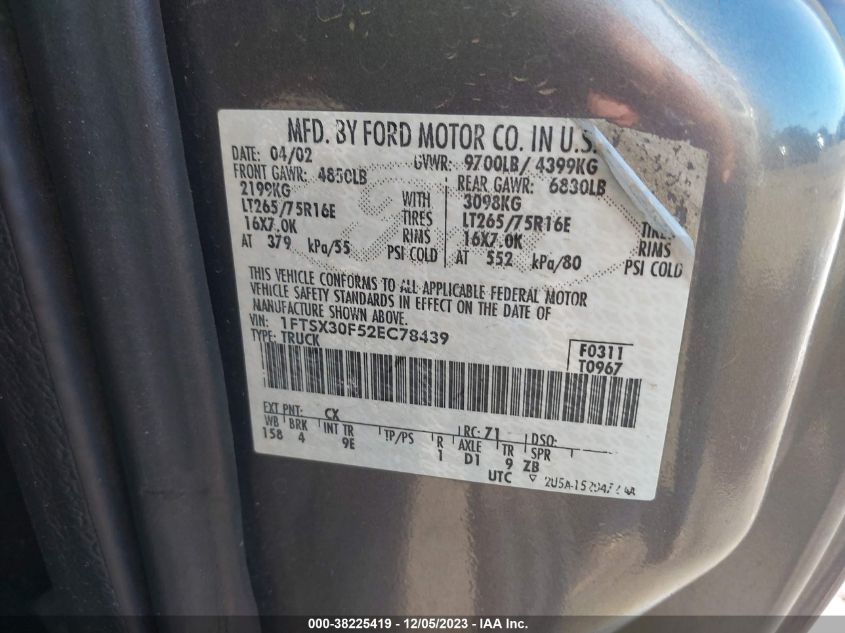 MFD. BY FORD MOTOR CO. IN U.S.
DATE: 04/02 GVWR: 9700LB/ 4399KG
FRONT GAWR: 4850LB REAR GAWR: 6830LB
2199KG WITH 3098KG WITH
LT265/75R16E TIRES LT265/75R16E TIRES
16X7.0K RIMS 16X7.0K RIMS
AT 379 kPa/55 PSI COLD AT 552 kPa/80 PSI COLD
THIS VEHICLE CONFORMS TO ALL APPLICABLE FEDERAL MOTOR
VEHICLE SAFETY STANDARDS IN EFFECT ON THE DATE OF
MANUFACTURE SHOWN ABOVE.
VIN: 1FTSX30F52EC78439
TYPE: TRUCK
F0311
T0967
EXT PNT: CX RC: 71 DSO:
WB BRK INT TR TP/PS R AXLE TR SPR
158 4 9E 1 D1 9 ZB
UTC
000-38225419 - 12/05/2023 - IAA Inc.